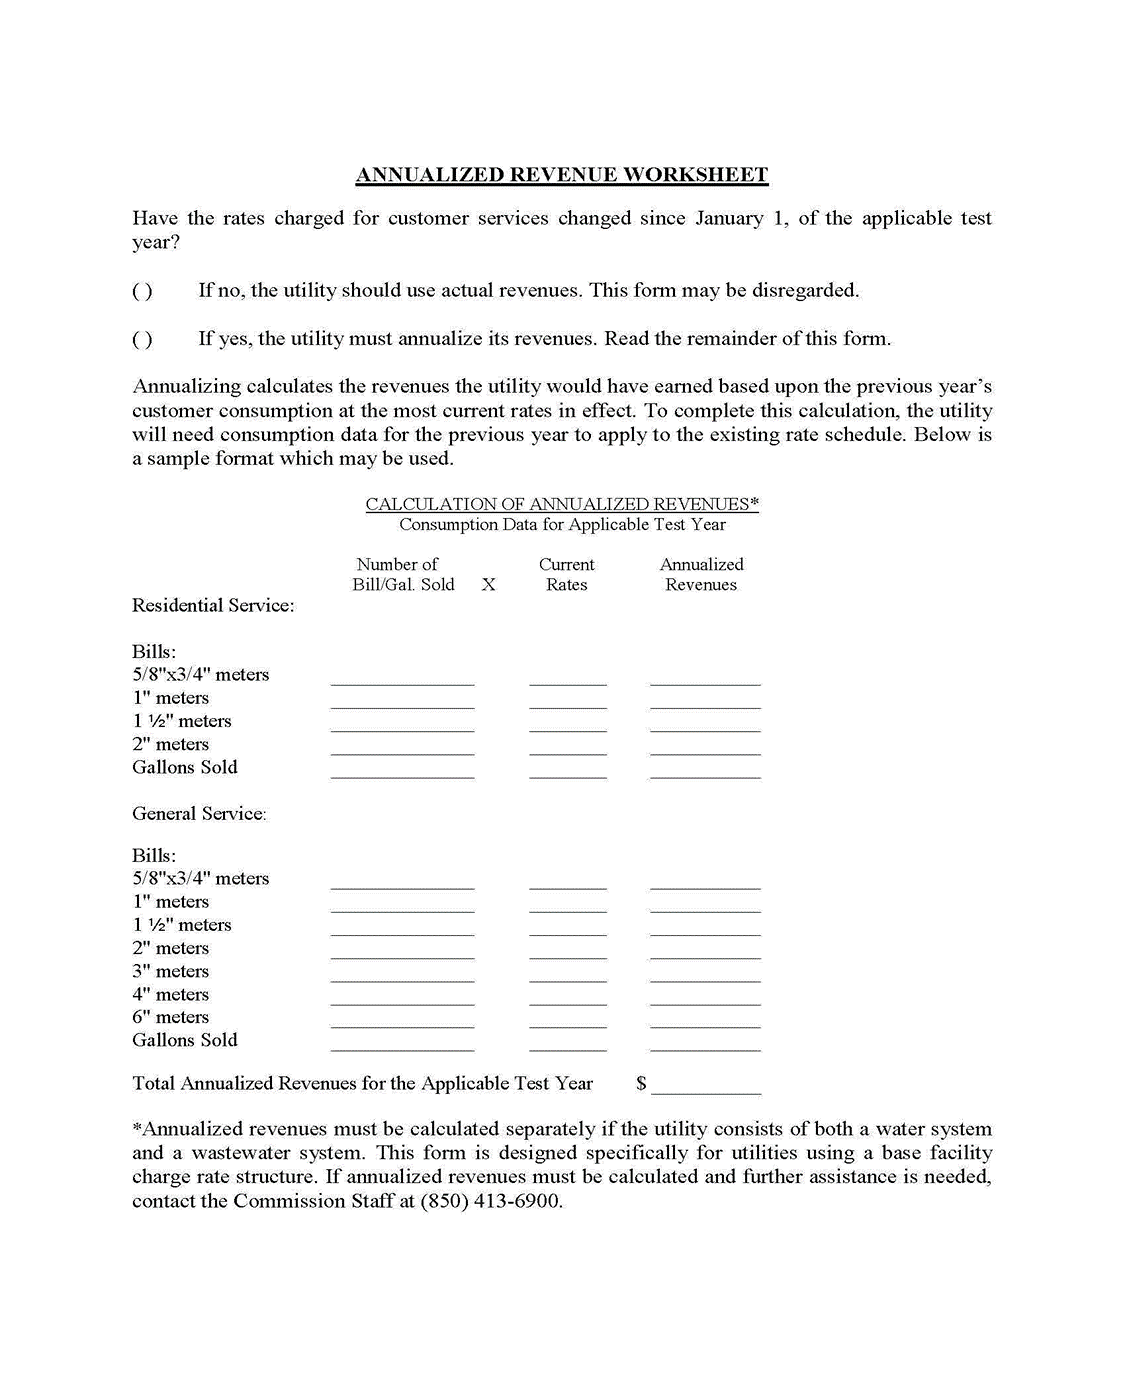 ANNUALIZED REVENUE WORKSHEET
Have the rates charged for customer services changed since January 1, of the applicable test
year?
( ) If no, the utility should use actual revenues. This form may be disregarded.
( ) If yes, the utility must annualize its revenues. Read the remainder of this form.
Annualizing calculates the revenues the utility would have earned based upon the previous year’s
customer consumption at the most current rates in effect. To complete this calculation, the utility
will need consumption data for the previous year to apply to the existing rate schedule. Below is
a sample format which may be used.
CALCULATION OF ANNUALIZED REVENUES*
Consumption Data for Applicable Test Year
Number of Current Annualized
Bill/Gal. Sold X Rates Revenues
Residential Service:
Bills:
5/8"x3/4" meters
1" meters
1 ½" meters
2" meters
Gallons Sold
General Service:
Bills:
5/8"x3/4" meters
1" meters
1 ½" meters
2" meters
3" meters
4" meters
6" meters
Gallons Sold
Total Annualized Revenues for the Applicable Test Year $
*Annualized revenues must be calculated separately if the utility consists of both a water system
and a wastewater system. This form is designed specifically for utilities using a base facility
charge rate structure. If annualized revenues must be calculated and further assistance is needed,
contact the Commission Staff at (850) 413-6900.